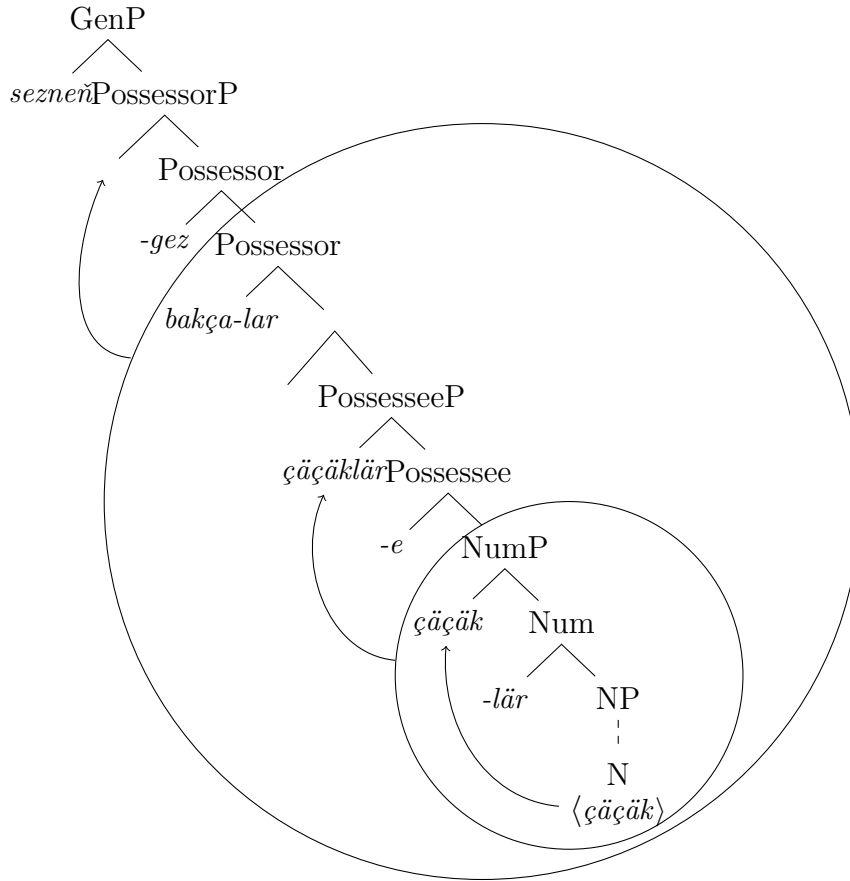 GenP
sezneň PossessorP
Possessor
-gez Possessor
bakça-lar
PossesseeP
çäçäklär Possessee
-e NumP
çäçäk Num
-lär NP
N
⟨çäçäk⟩